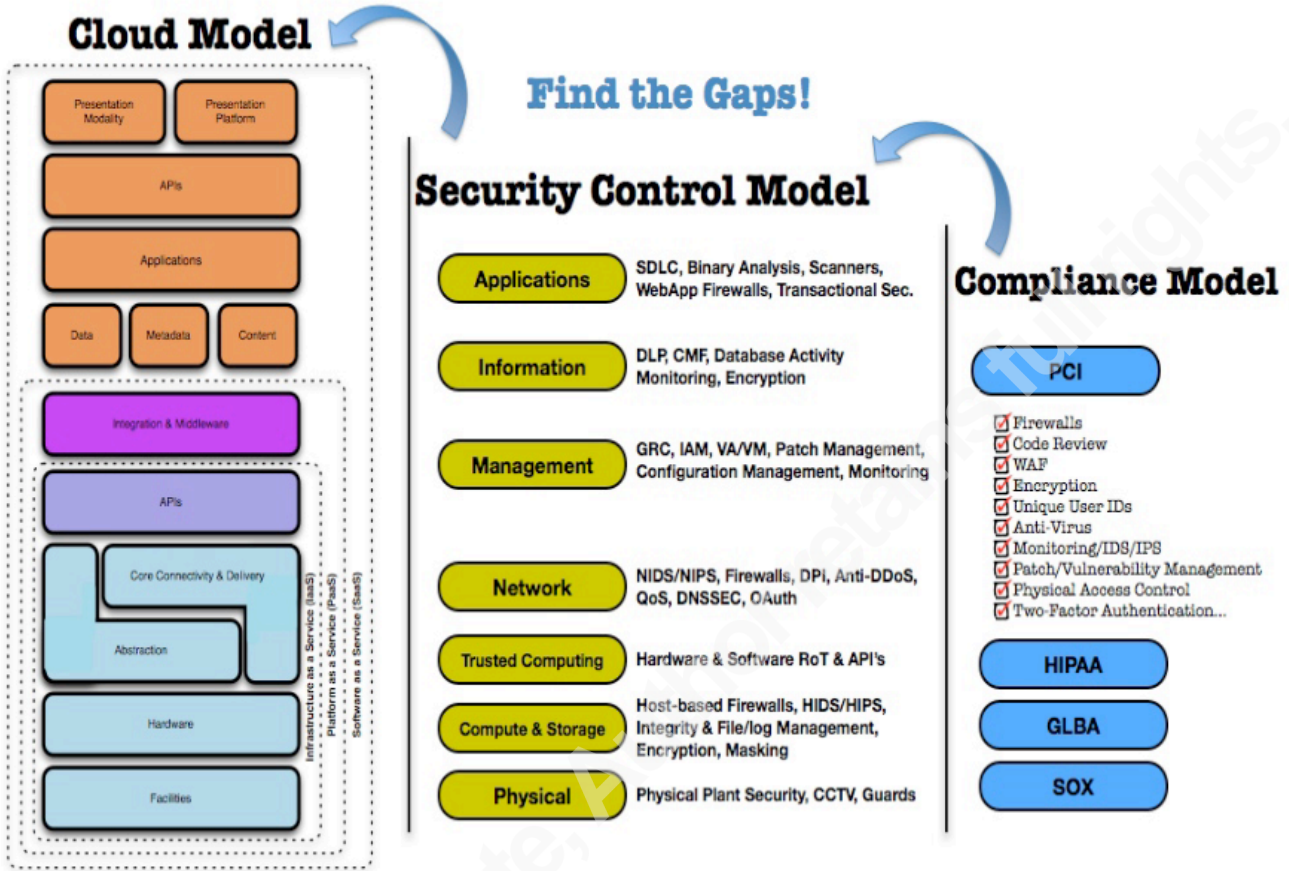 Cloud Model
Presentation
Modality
Presentation
Platform
APIs
Applications
Data
Metadata
Content
Integration & Middleware
APIs
Core Connectivity & Delivery
Abstraction
Hardware
Facilities
Infrastructure as a Service (IaaS)
Platform as a Service (PaaS)
Software as a Service (SaaS)
Find the Gaps!
Security Control Model
Applications
SDLC, Binary Analysis, Scanners,
WebApp Firewalls, Transactional Sec.
Information
DLP, CMF, Database Activity
Monitoring, Encryption
Management
GRC, IAM, VA/VM, Patch Management,
Configuration Management, Monitoring
Network
NIDS/NIPS, Firewalls, DPI, Anti-DDoS,
QoS, DNSSEC, OAuth
Trusted Computing
Hardware & Software RoT & API's
Compute & Storage
Host-based Firewalls, HIDS/HIPS,
Integrity & File/log Management,
Encryption, Masking
Physical
Physical Plant Security, CCTV, Guards
Compliance Model
PCI
Firewalls
Code Review
WAF
Encryption
Unique User IDs
Anti-Virus
Monitoring/IDS/IPS
Patch/Vulnerability Management
Physical Access Control
Two-Factor Authentication...
HIPAA
GLBA
SOX
te, Author retains full rights.